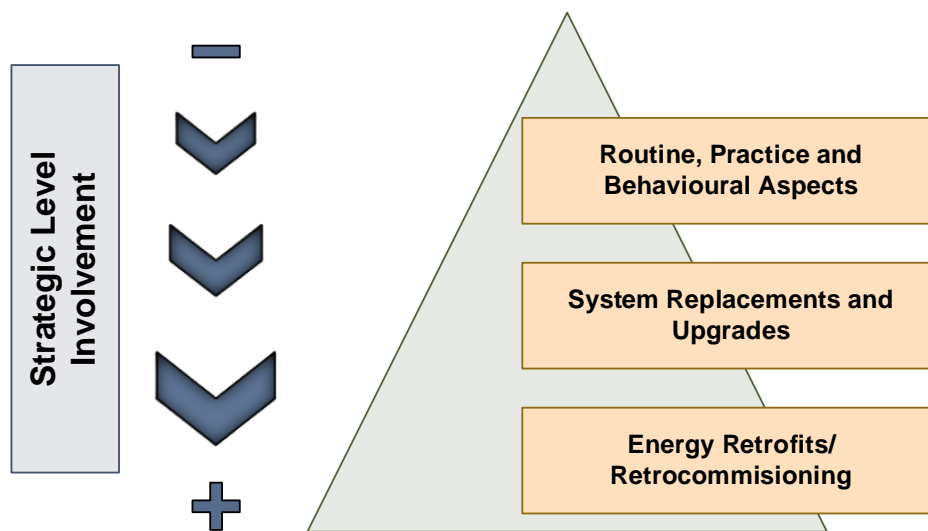 Strategic Level
Involvement
Routine, Practice and
Behavioural Aspects
System Replacements and
Upgrades
Energy Retrofits/
Retrocommisioning